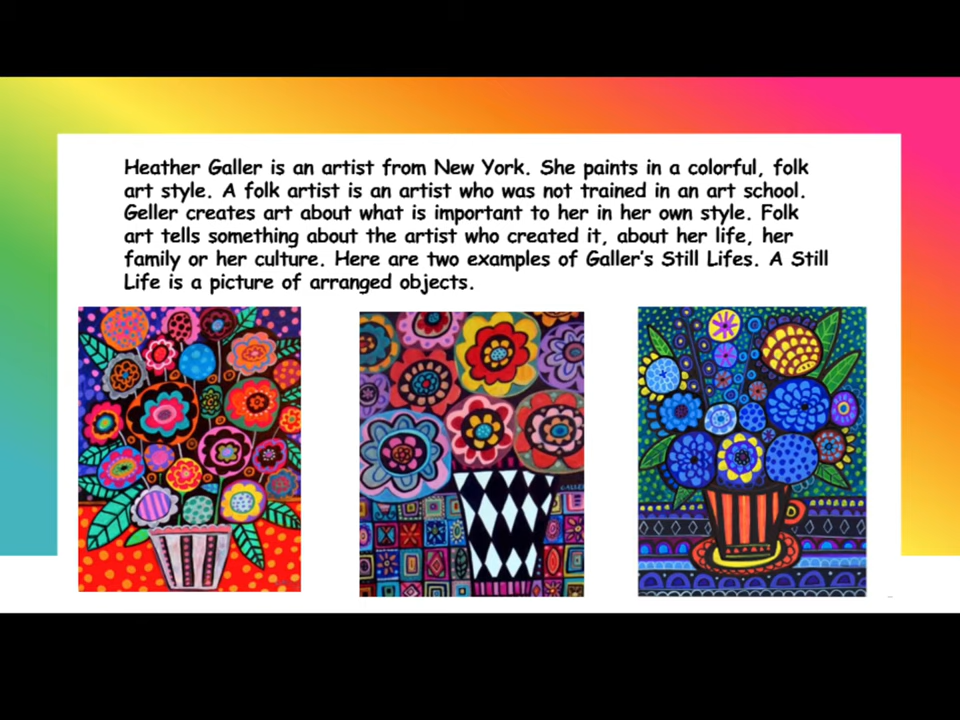 Heather Galler is an artist from New York. She paints in a colorful, folk
art style. A folk artist is an artist who was not trained in an art school.
Geller creates art about what is important to her in her own style. Folk
art tells something about the artist who created it, about her life, her
family or her culture. Here are two examples of Galler's Still Lifes. A Still
Life is a picture of arranged objects.